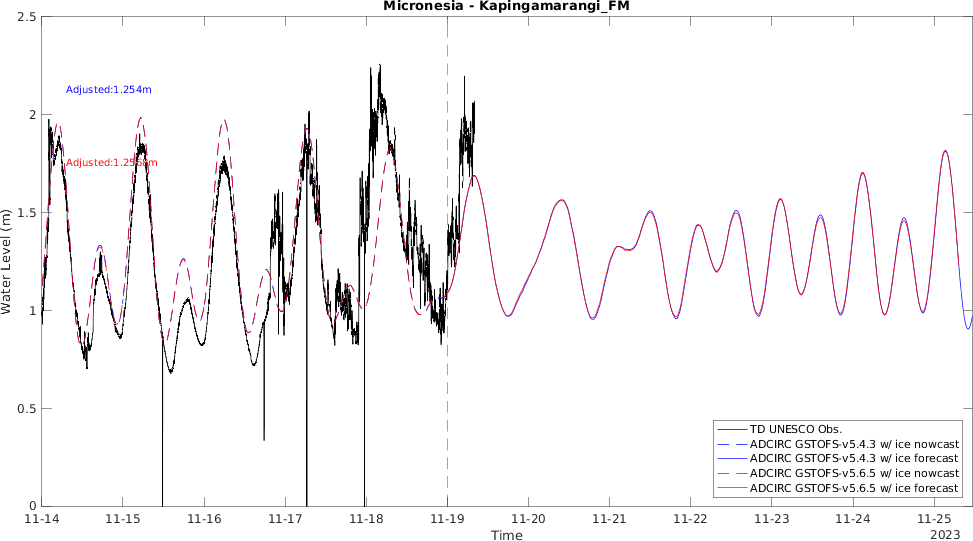 Micronesia - Kapingamarangi_FM
Water Level (m)
2.5
2
1.5
1
0.5
0
Adjusted:1.254m
TD UNESCO Obs.
ADCIRC GSTOFS-v5.4.3 w/ ice nowcast
ADCIRC GSTOFS-v5.4.3 w/ ice forecast
ADCIRC GSTOFS-v5.6.5 w/ ice nowcast
ADCIRC GSTOFS-v5.6.5 w/ ice forecast
11-14 11-15 11-16 11-17 11-18 11-19 11-20 11-21 11-22 11-23 11-24 11-25
Time
2023